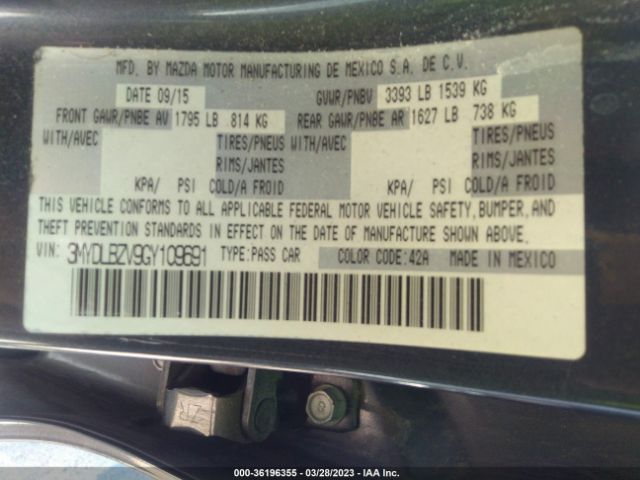 MFD. BY MAZDA MOTOR MANUFACTURING DE MEXICO S.A. DE C.V.
DATE 09/15 GVWR/PNBV 3393 LB 1539 KG
FRONT GAWR/PNBE AV 1795 LB 814 KG REAR GAWR/PNBE AR 1627 LB 738 KG
WITH/AVEC TIRES/PNEUS WITH/AVEC TIRES/PNEUS
RIMS/JANTES RIMS/JANTES
KPA/ PSI COLD/A FROID KPA/ PSI COLD/A FROID
THIS VEHICLE CONFORMS TO ALL APPLICABLE FEDERAL MOTOR VEHICLE SAFETY, BUMPER, AND
THEFT PREVENTION STANDARDS IN EFFECT ON THE DATE OF MANUFACTURE SHOWN ABOVE.
VIN: 3MYDLBZV9GY109691 TYPE:PASS CAR COLOR CODE:42A MADE IN MEXICO
000-36196355 / 03/28/2023 - IAA Inc.